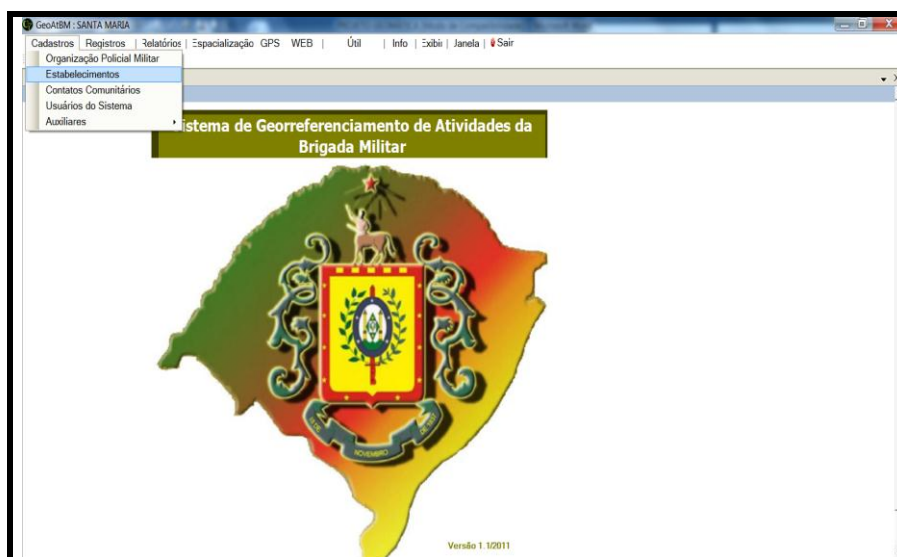 GeoAtBM : SANTA MARIA
Cadastros Registros | Relatórios | Espacialização GPS WEB | Útil | Info | Exibir | Janela | Sair
Organização Policial Militar
Estabelecimentos
Contatos Comunitários
Usuários do Sistema
Auxiliares
Sistema de Georreferenciamento de Atividades da
Brigada Militar
NOVEMBRO
Versão 1.1/2011